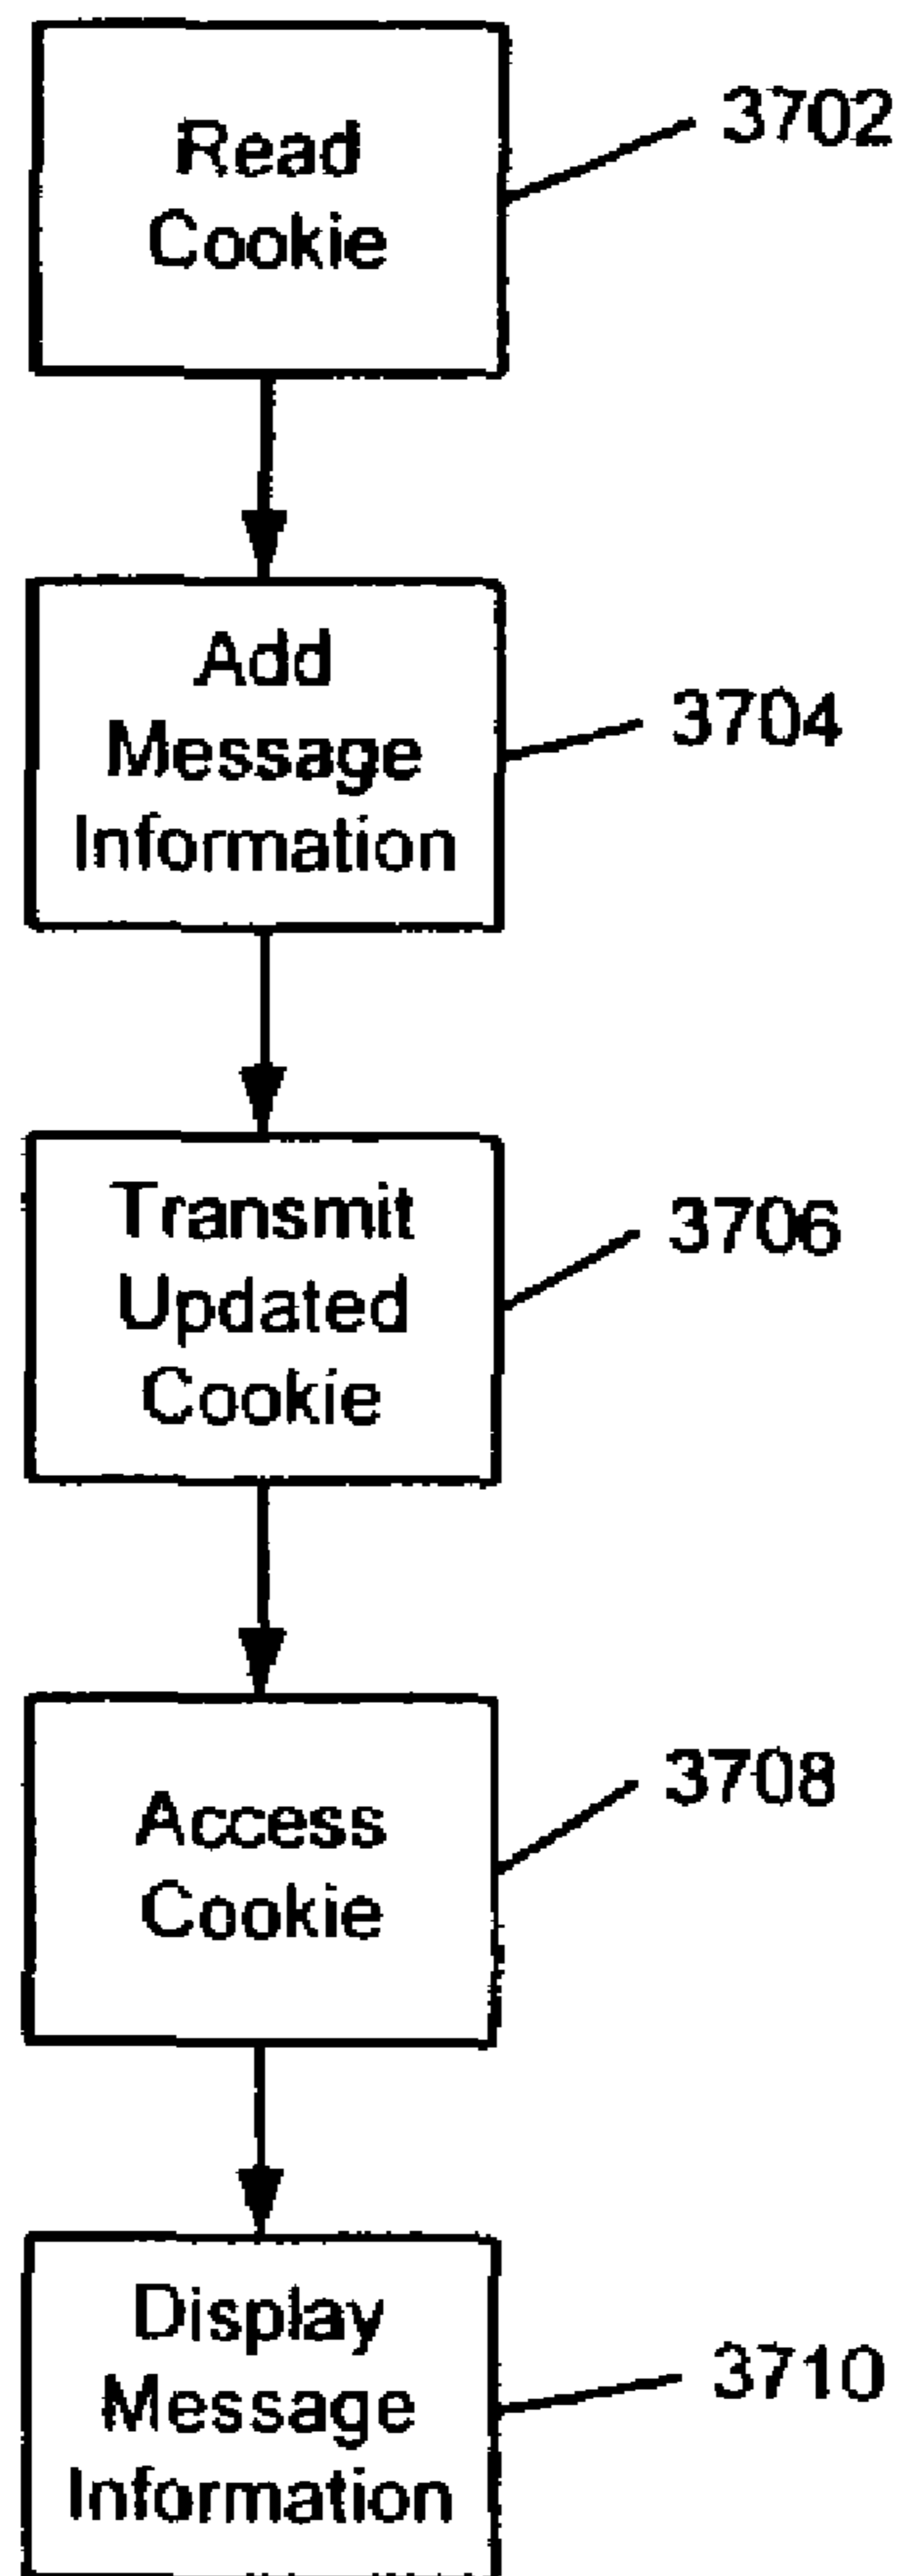 Read
Cookie
3702
Add
Message
Information
3704
Transmit
Updated
Cookie
3706
Access
Cookie
3708
Display
Message
Information
3710